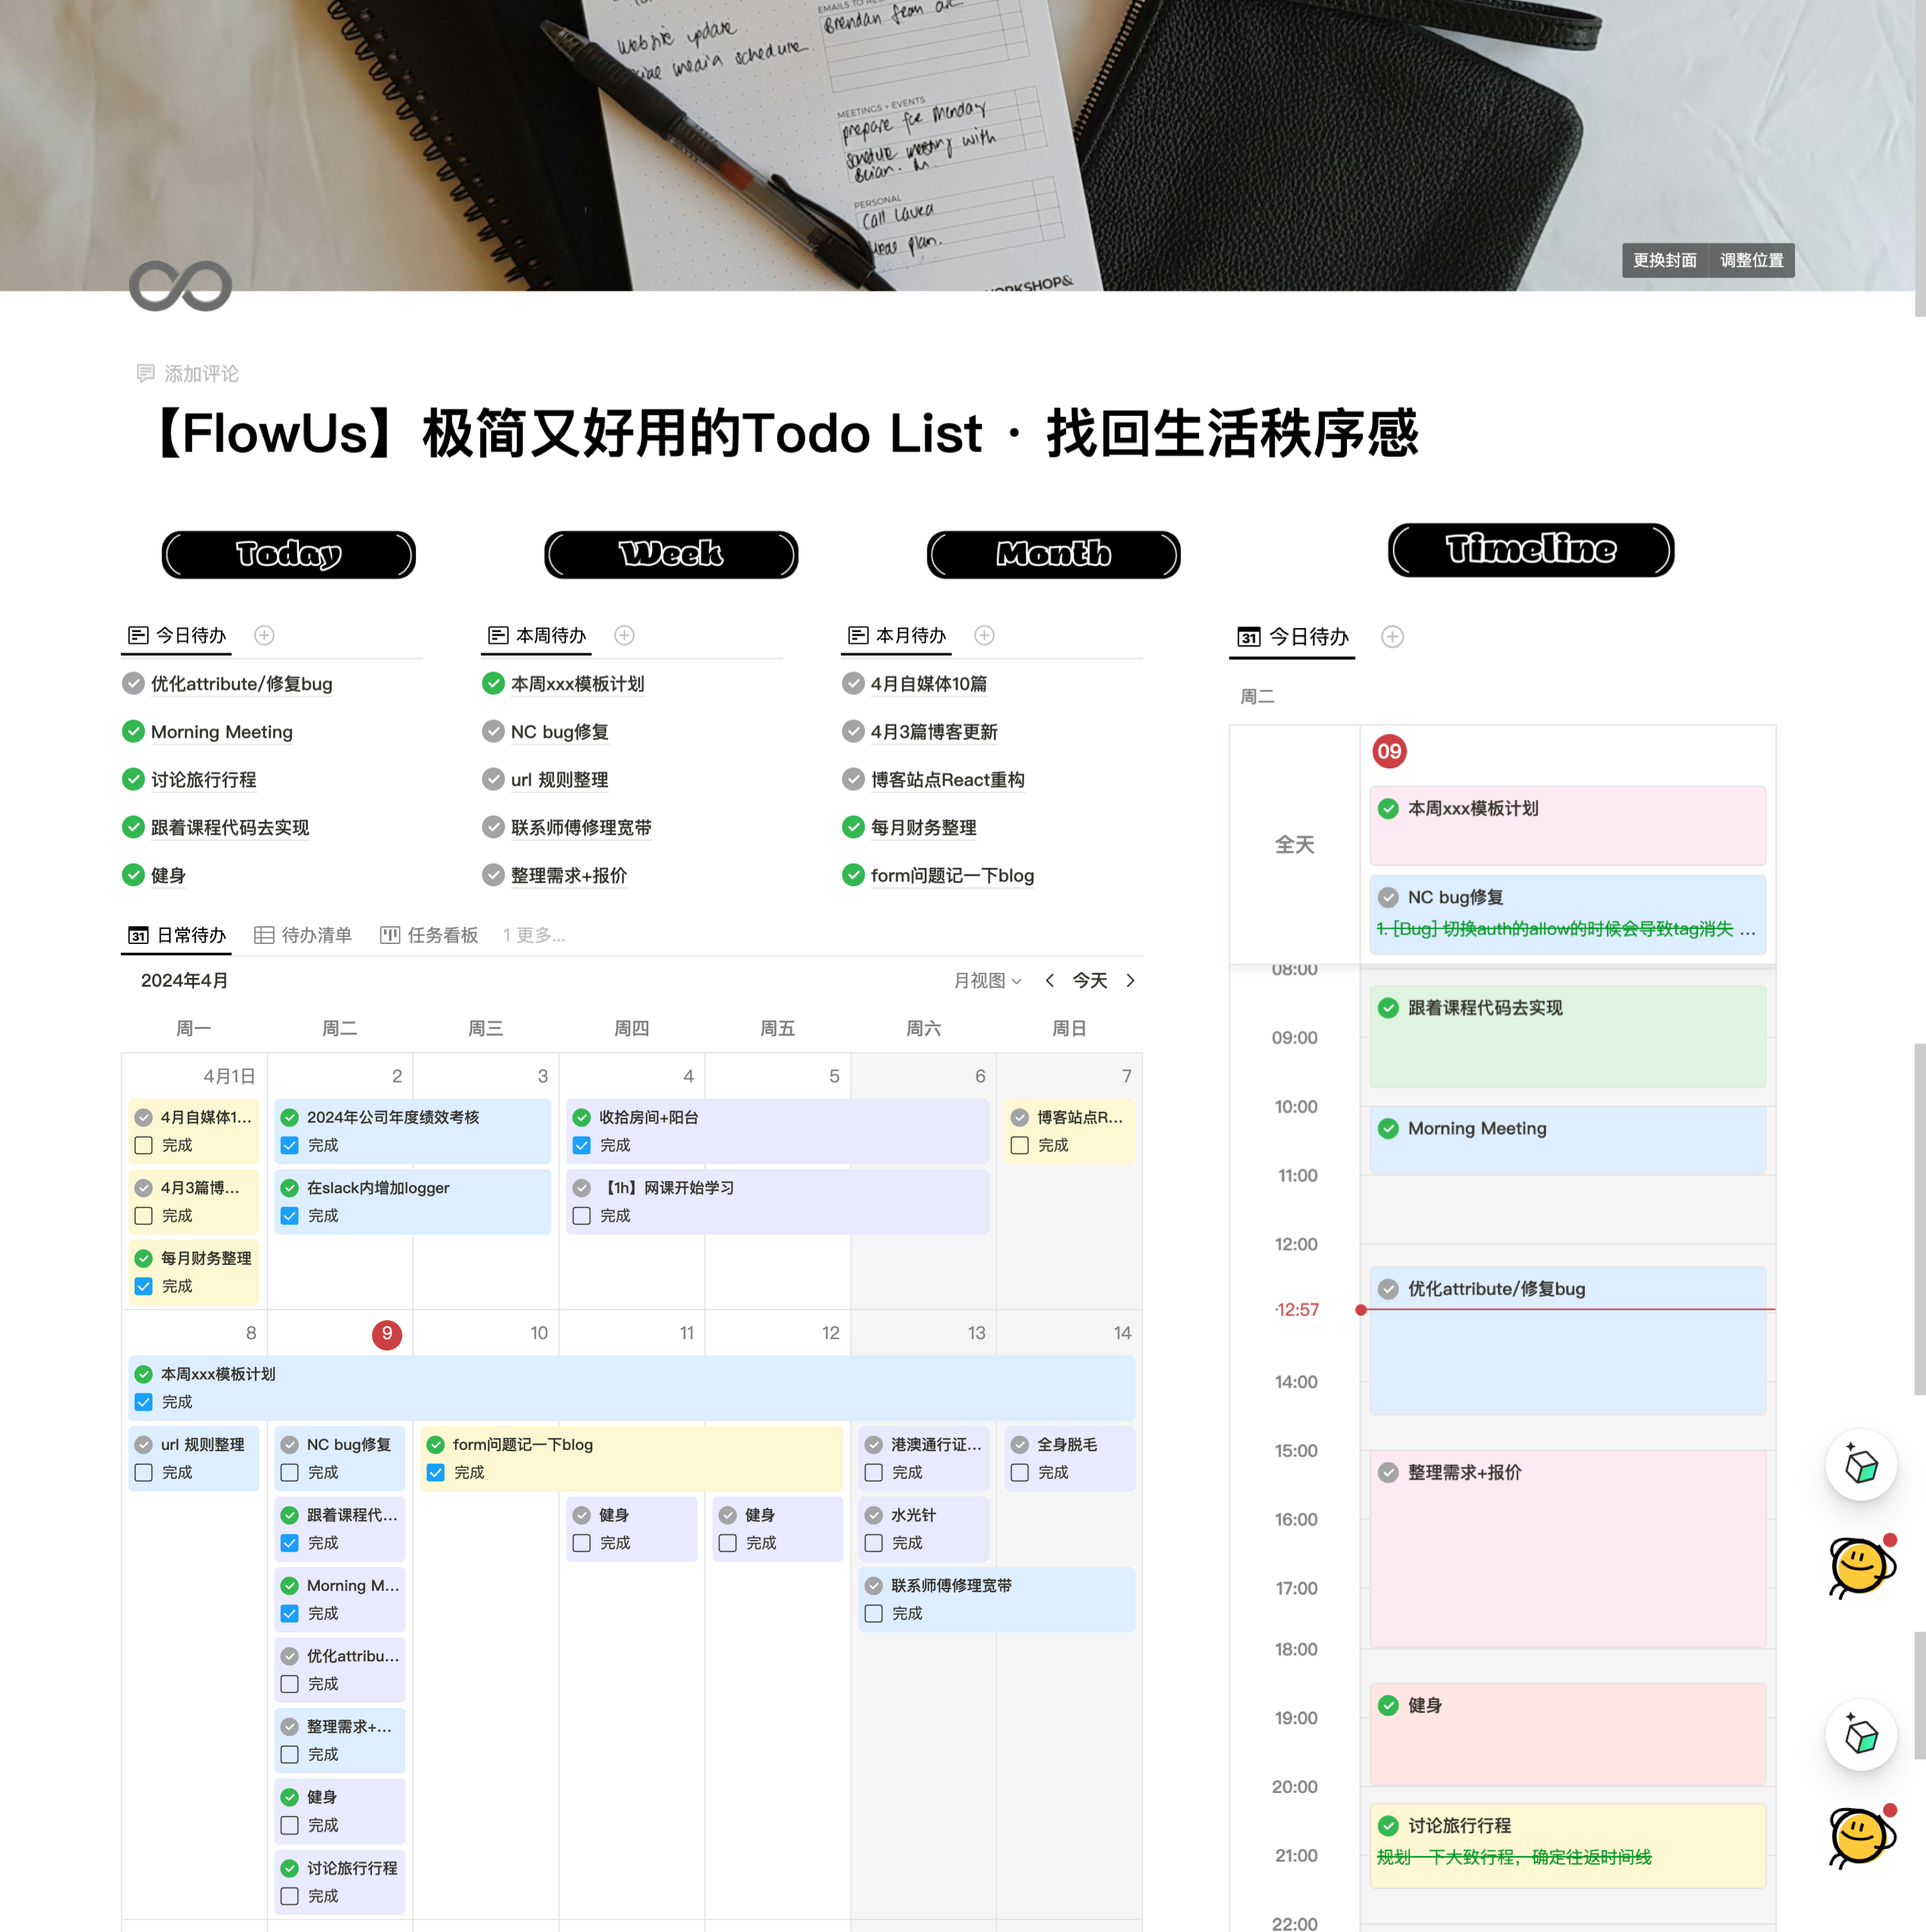 EMAILS TO
Brendan from
website update
media schedule
MEETINGS + EVENTS
prepare for Monday
meeting with
Brian.
PERSONAL
Call Laura
plan.
ORKSHOP&
更换封面
调整位置
添加评论
【FlowUs】极简又好用的Todo List · 找回生活秩序感
Today
Week
Month
Timeline
今日待办
优化attribute/修复bug
Morning Meeting
讨论旅行行程
跟着课程代码去实现
健身
本周待办
本周xxx模板计划
NC bug修复
url 规则整理
联系师傅修理宽带
整理需求+报价
本月待办
4月自媒体10篇
4月3篇博客更新
博客站点React重构
每月财务整理
form问题记一下blog
31 日常待办
待办清单
任务看板
1 更多...
2024年4月
月视图
今天
周一 周二 周三 周四 周五 周六 周日
4月1日 2 3 4 5 6 7
4月自媒体1...
完成
4月3篇博...
完成
每月财务整理
完成
2024年公司年度绩效考核
完成
在slack内增加logger
完成
收拾房间+阳台
完成
【1h】网课开始学习
完成
博客站点R...
完成
8 9 10 11 12 13 14
本周xxx模板计划
完成
url 规则整理
完成
NC bug修复
完成
跟着课程代...
完成
Morning M...
完成
优化attribu...
完成
整理需求+...
完成
健身
完成
讨论旅行行程
完成
form问题记一下blog
完成
健身
完成
健身
完成
港澳通行证...
完成
水光针
完成
联系师傅修理宽带
完成
全身脱毛
完成
31 今日待办
周二
09
全天
本周xxx模板计划
NC bug修复
1. [Bug] 切换auth的allow的时候会导致tag消失 ...
08:00
跟着课程代码去实现
09:00
10:00
Morning Meeting
11:00
12:00
优化attribute/修复bug
12:57
14:00
15:00
整理需求+报价
16:00
17:00
18:00
健身
19:00
20:00
讨论旅行行程
规划一下大致行程，确定往返时间线
21:00
22:00